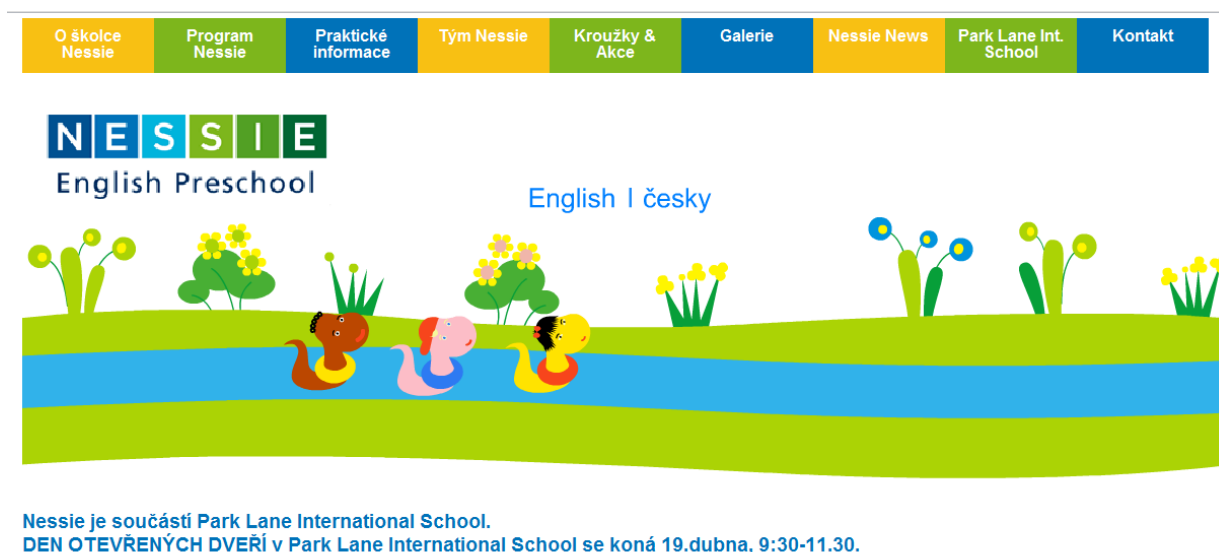 O školce Nessie
Program Nessie
Praktické informace
Tým Nessie
Kroužky & Akce
Galerie
Nessie News
Park Lane Int. School
Kontakt
NESSIE
English Preschool
English | česky
Nessie je součástí Park Lane International School.
DEN OTEVŘENÝCH DVEŘÍ v Park Lane International School se koná 19.dubna, 9:30-11.30.